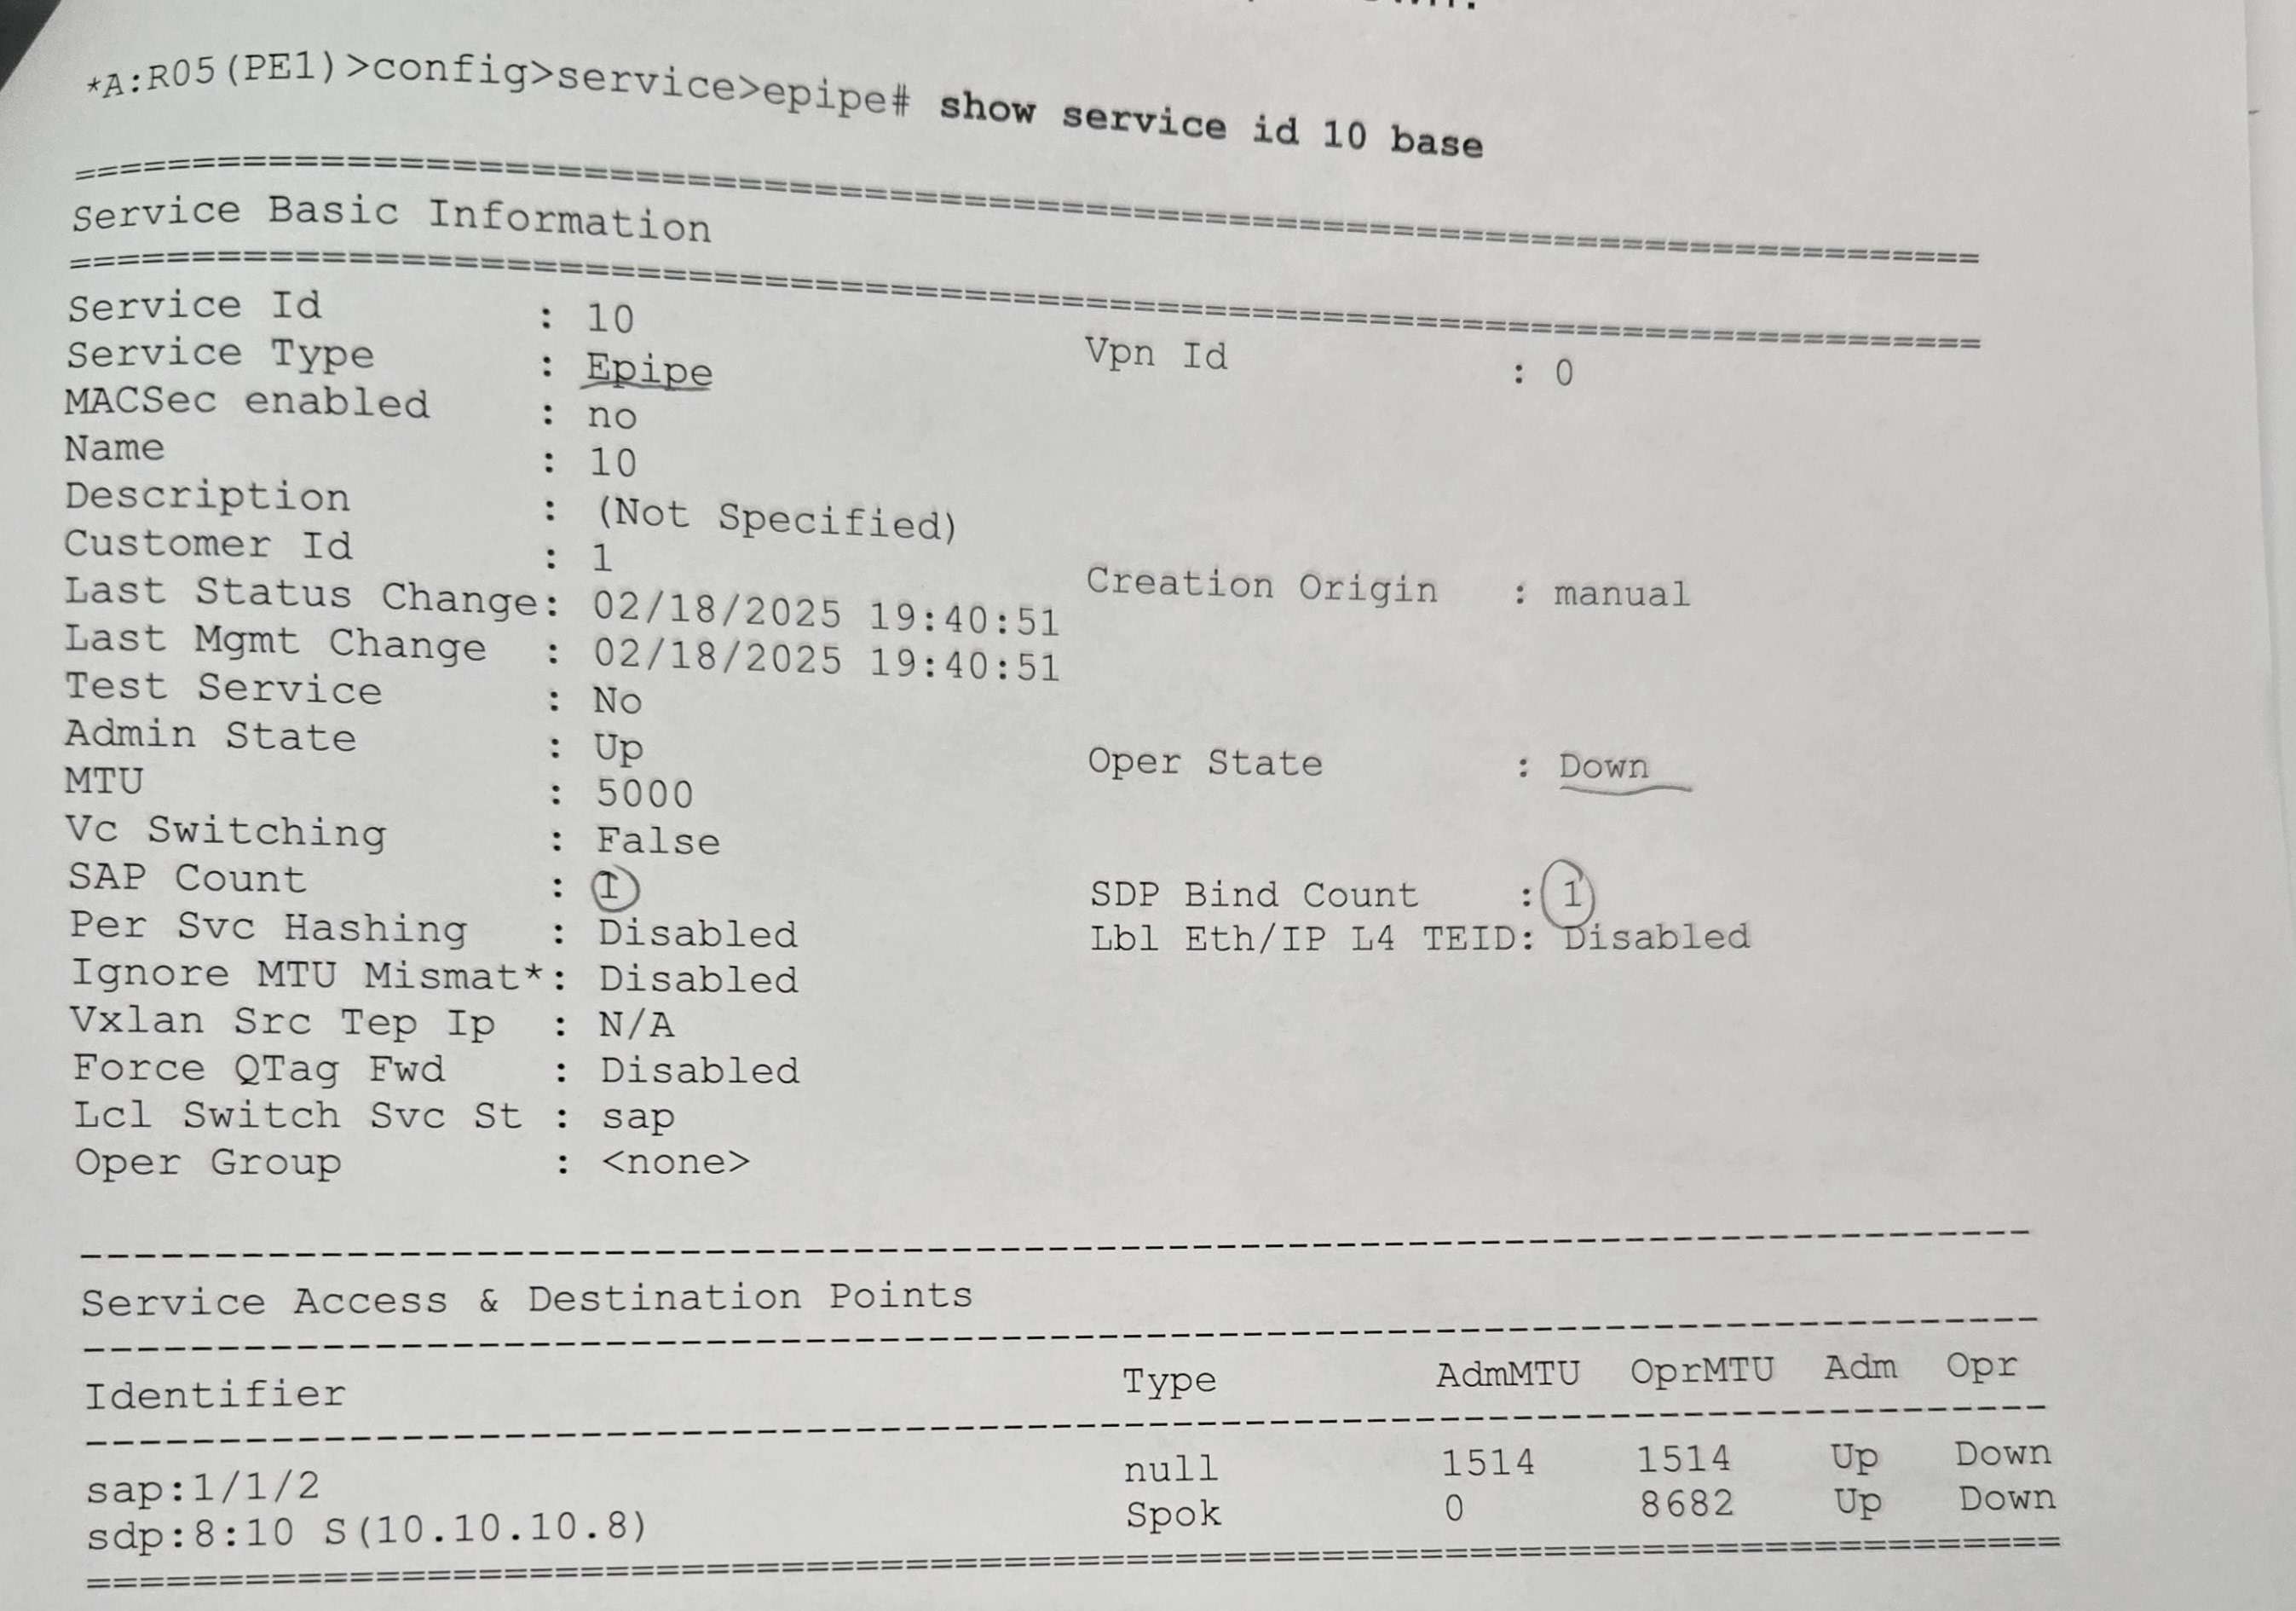 *A:R05(PE1)>config>service>epipe# show service id 10 base
===============================================================================
Service Basic Information
===============================================================================
Service Id        : 10                  Vpn Id            : 0
Service Type      : Epipe
MACSec enabled    : no
Name              : 10
Description       : (Not Specified)
Customer Id       : 1                   Creation Origin   : manual
Last Status Change: 02/18/2025 19:40:51
Last Mgmt Change  : 02/18/2025 19:40:51
Test Service      : No
Admin State       : Up                  Oper State        : Down
MTU               : 5000
Vc Switching      : False
SAP Count         : 1                   SDP Bind Count    : 1
Per Svc Hashing   : Disabled            Lbl Eth/IP L4 TEID: Disabled
Ignore MTU Mismat*: Disabled
Vxlan Src Tep Ip  : N/A
Force QTag Fwd    : Disabled
Lcl Switch Svc St : sap
Oper Group        : <none>
-------------------------------------------------------------------------------
Service Access & Destination Points
-------------------------------------------------------------------------------
Identifier                               Type         AdmMTU  OprMTU  Adm  Opr
-------------------------------------------------------------------------------
sap:1/1/2                                null         1514    1514    Up   Down
sdp:8:10 S(10.10.10.8)                   Spok         0       8682    Up   Down
===============================================================================